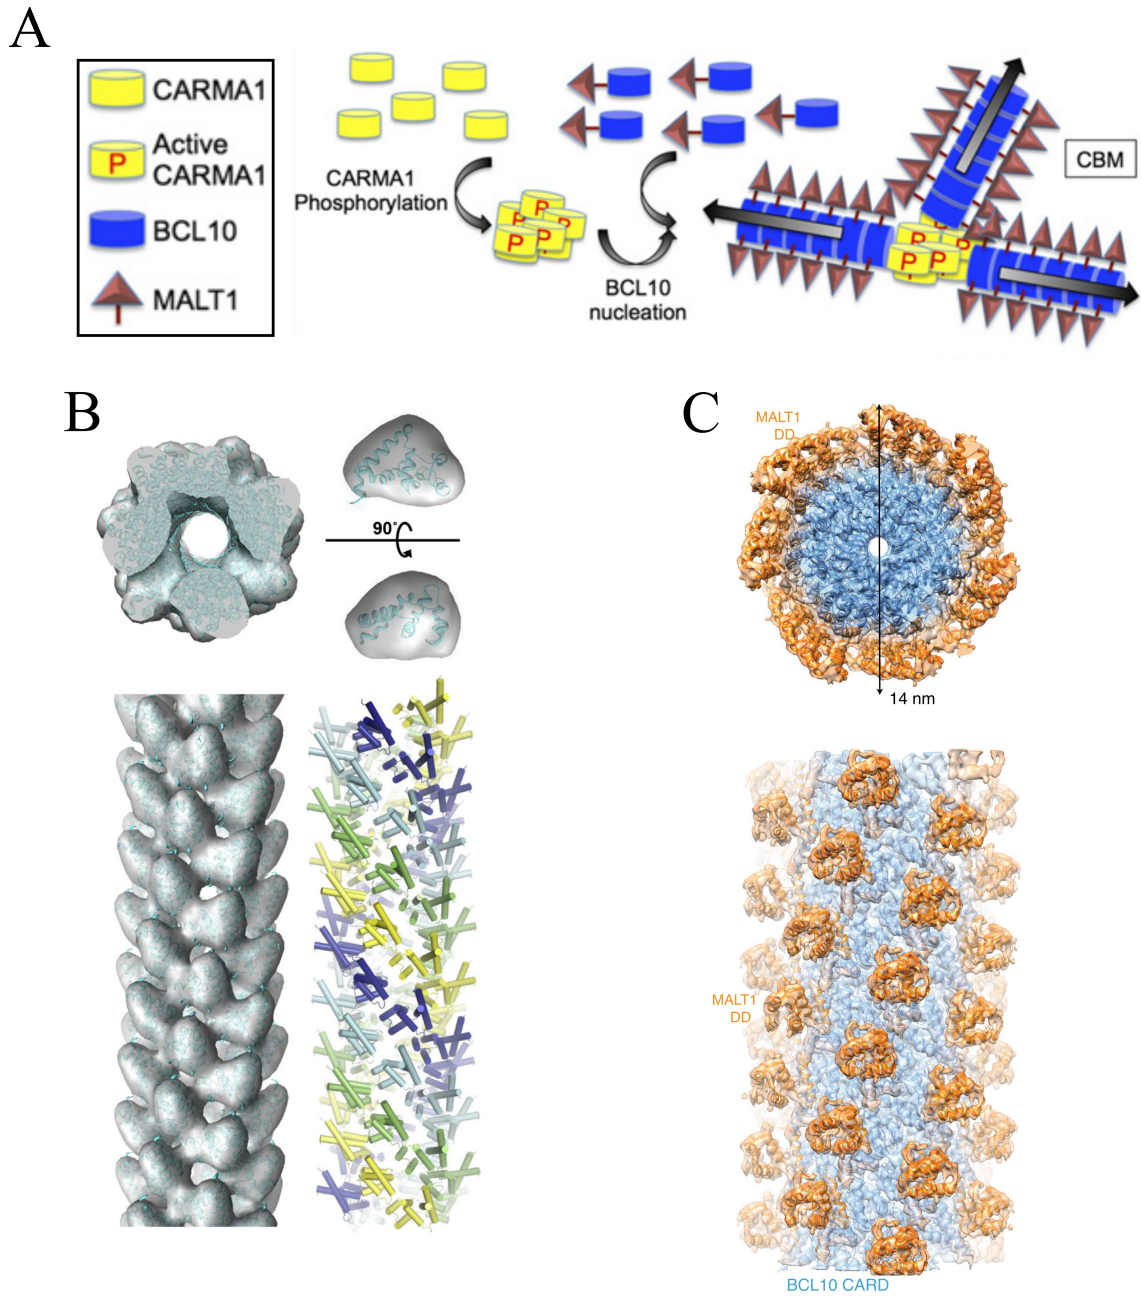 A
CARMA1
P
Active
CARMA1
BCL10
MALT1
CARMA1
Phosphorylation
P
P
P
P
P
BCL10
nucleation
P
P
P
P
CBM
B
90°
C
MALT1
DD
14 nm
MALT1
DD
BCL10 CARD